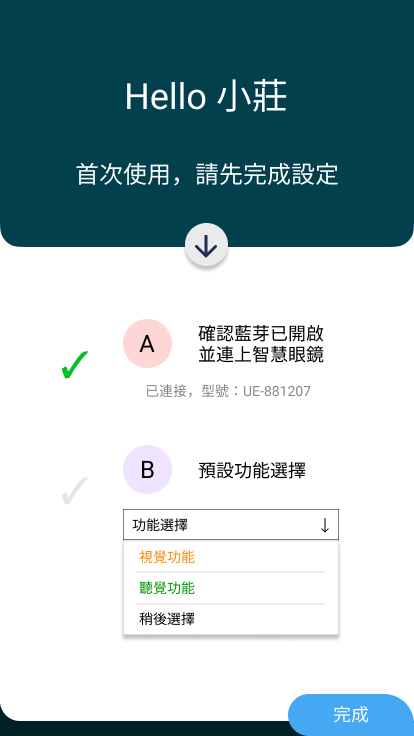 Hello 小莊
首次使用，請先完成設定
A
確認藍芽已開啟
並連上智慧眼鏡
已連接，型號：UE-881207
B
預設功能選擇
功能選擇
視覺功能
聽覺功能
稍後選擇
完成